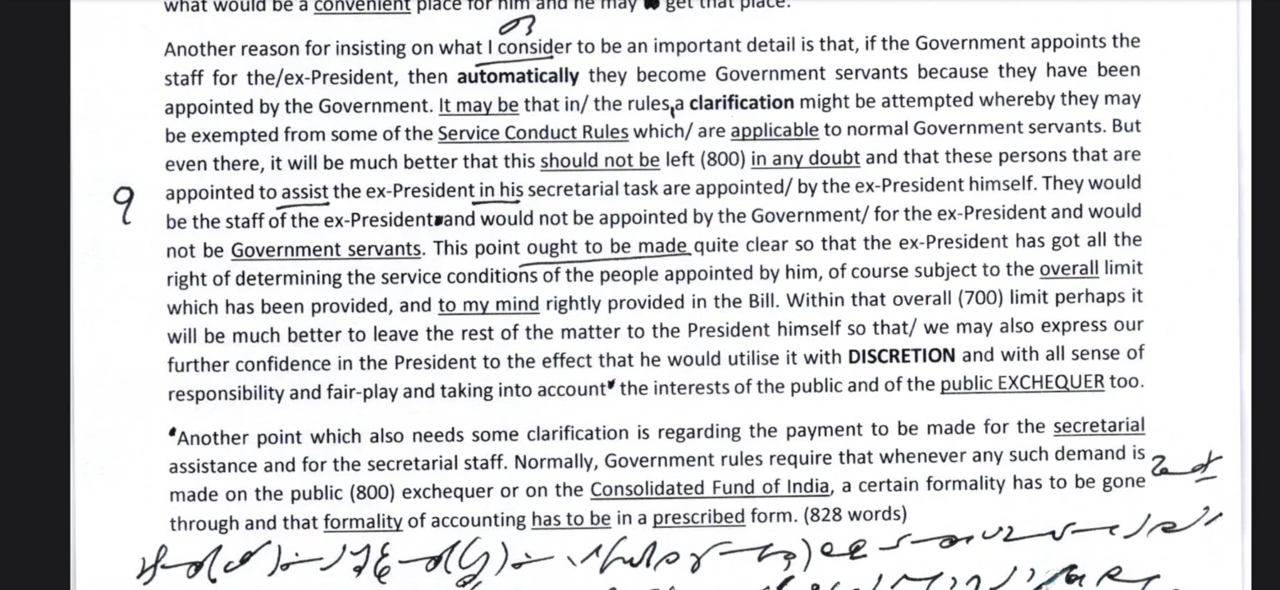 what would be a convenient place for him and he may get that place.
Another reason for insisting on what I consider to be an important detail is that, if the Government appoints the
staff for the/ex-President, then automatically they become Government servants because they have been
appointed by the Government. It may be that in/ the rules,a clarification might be attempted whereby they may
be exempted from some of the Service Conduct Rules which/ are applicable to normal Government servants. But
even there, it will be much better that this should not be left (800) in any doubt and that these persons that are
9
appointed to assist the ex-President in his secretarial task are appointed/ by the ex-President himself. They would
be the staff of the ex-President and would not be appointed by the Government/ for the ex-President and would
not be Government servants. This point ought to be made quite clear so that the ex-President has got all the
right of determining the service conditions of the people appointed by him, of course subject to the overall limit
which has been provided, and to my mind rightly provided in the Bill. Within that overall (700) limit perhaps it
will be much better to leave the rest of the matter to the President himself so that/ we may also express our
further confidence in the President to the effect that he would utilise it with DISCRETION and with all sense of
responsibility and fair-play and taking into account the interests of the public and of the public EXCHEQUER too.
Another point which also needs some clarification is regarding the payment to be made for the secretarial
assistance and for the secretarial staff. Normally, Government rules require that whenever any such demand is
made on the public (800) exchequer or on the Consolidated Fund of India, a certain formality has to be gone
through and that formality of accounting has to be in a prescribed form. (828 words)